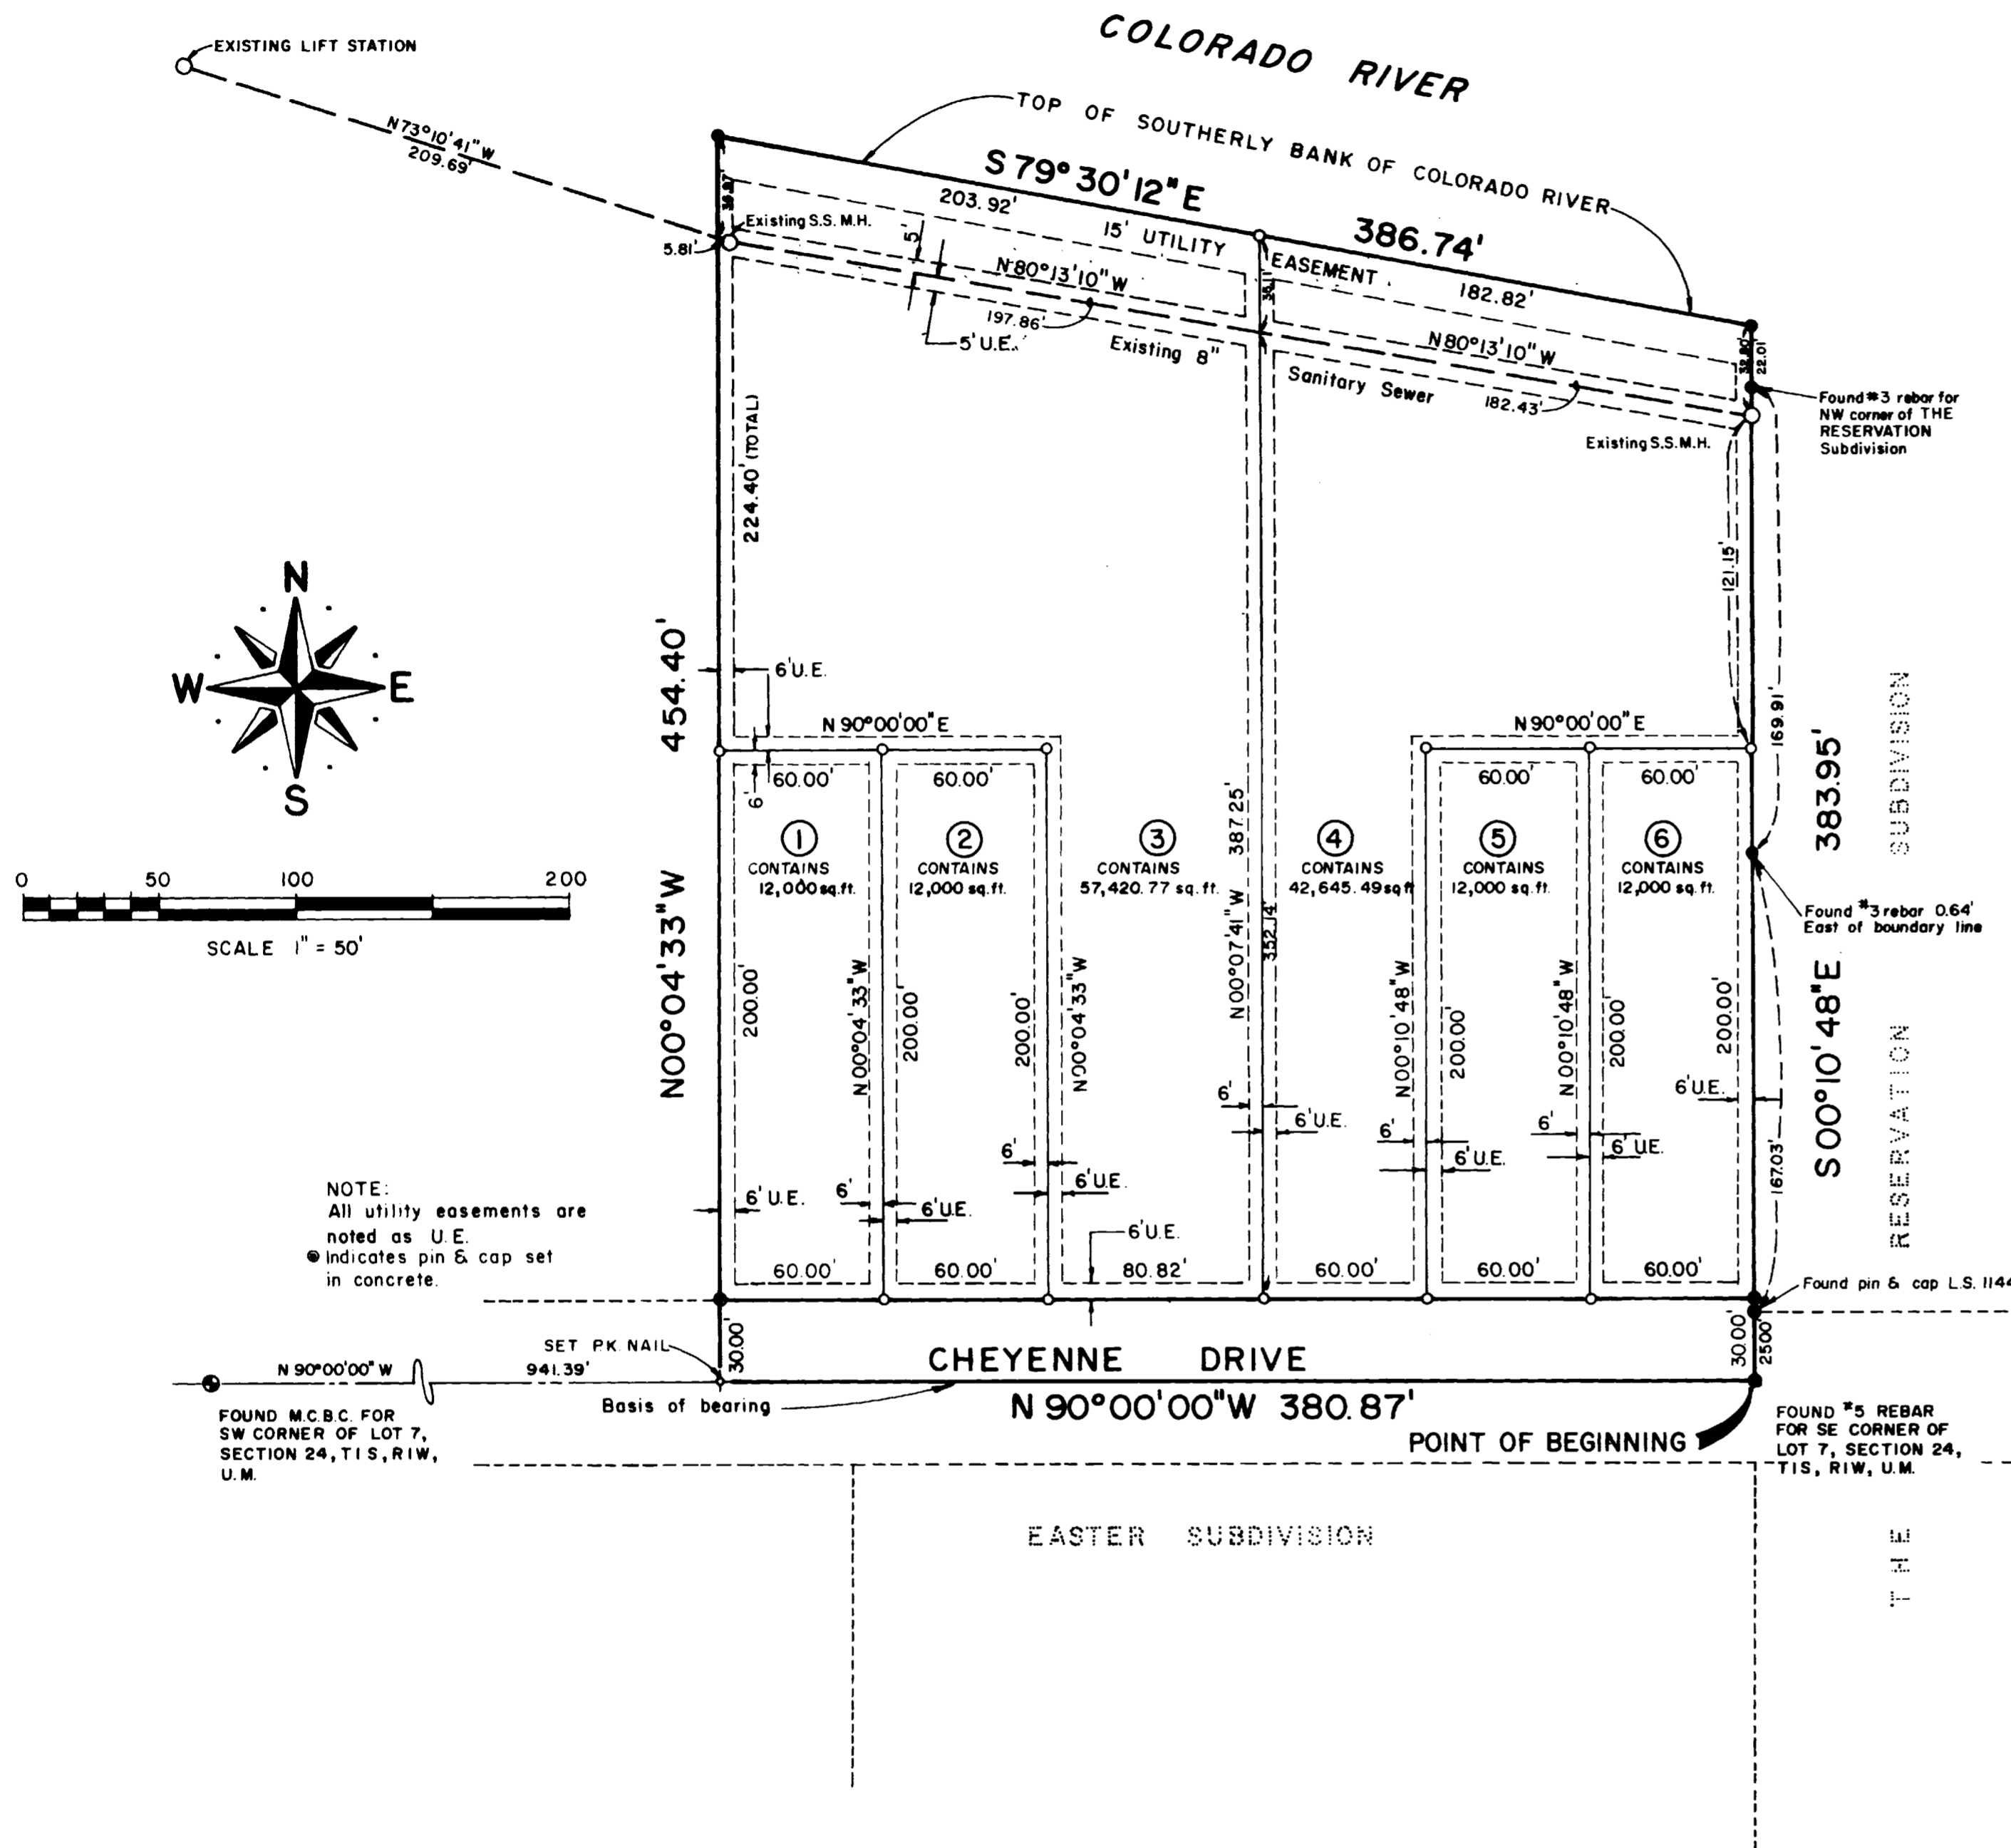 COLORADO RIVER
EXISTING LIFT STATION
TOP OF SOUTHERLY BANK OF COLORADO RIVER
N73°10'41"W
209.69'
S 79°30'12"E
386.74'
203.92'
182.82'
15' UTILITY EASEMENT
Existing S.S.M.H.
5.81'
5'
N 80°13'10" W
197.86'
5' U.E.
Existing 8"
Sanitary Sewer
N 80°13'10" W
182.43'
22.01'
Existing S.S.M.H.
Found #3 rebar for
NW corner of THE
RESERVATION
Subdivision
224.40' (TOTAL)
121.15'
169.91'
N
W E
S
454.40'
N00°04'33"W
383.95'
S 00°10'48"E
6' U.E.
N 90°00'00" E
N 90°00'00" E
6'
60.00'
60.00'
60.00'
60.00'
1
CONTAINS
12,000 sq. ft.
2
CONTAINS
12,000 sq. ft.
3
CONTAINS
57,420.77 sq. ft.
4
CONTAINS
42,645.49 sq ft
5
CONTAINS
12,000 sq. ft.
6
CONTAINS
12,000 sq. ft.
387.25'
N00°07'41"W
352.14'
Found #3 rebar 0.64'
East of boundary line
0 50 100 200
SCALE 1" = 50'
200.00'
N00°04'33"W
200.00'
200.00'
N00°04'33"W
N00°10'48"W
200.00'
N00°10'48"W
200.00'
200.00'
6' U.E.
167.03'
6'
6' U.E.
6'
6' U.E.
6'
6' U.E.
6'
6' U.E.
6' U.E.
6'
6' U.E.
6' U.E.
60.00'
60.00'
80.82'
60.00'
60.00'
60.00'
NOTE:
All utility easements are
noted as U.E.
Indicates pin & cap set
in concrete.
Found pin & cap L.S. 1144
SET P.K. NAIL
30.00'
30.00'
25.00'
CHEYENNE DRIVE
N 90°00'00" W 941.39'
Basis of bearing
N 90°00'00"W 380.87'
POINT OF BEGINNING
FOUND M.C.B.C. FOR
SW CORNER OF LOT 7,
SECTION 24, T1S, R1W,
U.M.
FOUND #5 REBAR
FOR SE CORNER OF
LOT 7, SECTION 24,
T1S, R1W, U.M.
EASTER SUBDIVISION
THE RESERVATION SUBDIVISION